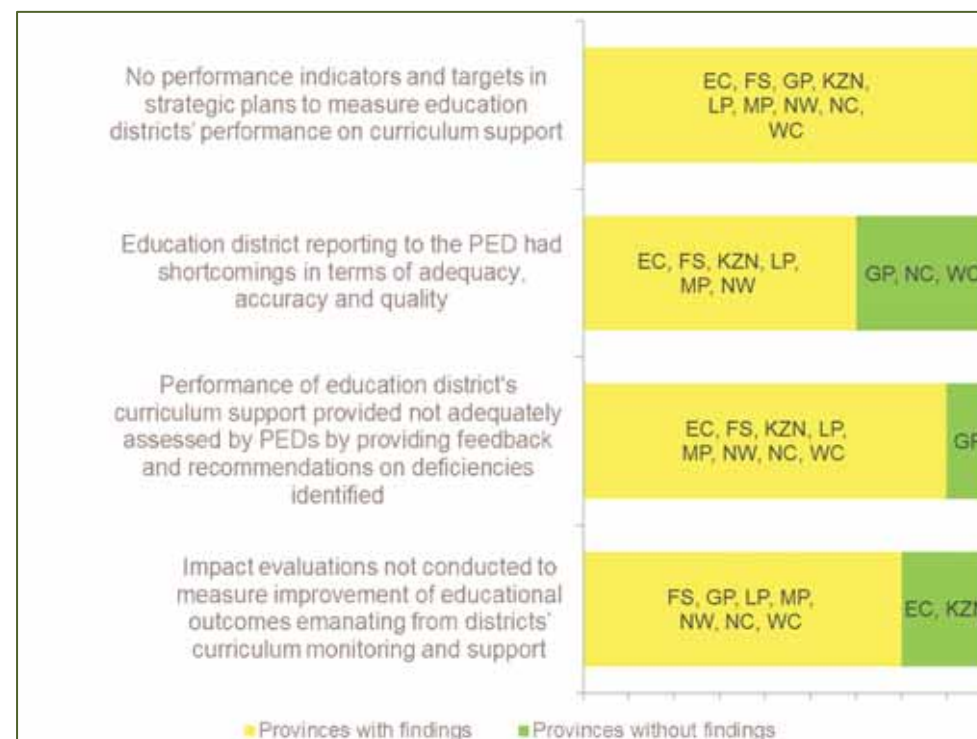 No performance indicators and targets in
strategic plans to measure education
districts' performance on curriculum support
EC, FS, GP, KZN,
LP, MP, NW, NC,
WC
Education district reporting to the PED had
shortcomings in terms of adequacy,
accuracy and quality
EC, FS, KZN, LP,
MP, NW
GP, NC, WC
Performance of education district's
curriculum support provided not adequately
assessed by PEDs by providing feedback
and recommendations on deficiencies
identified
EC, FS, KZN, LP,
MP, NW, NC, WC
GP
Impact evaluations not conducted to
measure improvement of educational
outcomes emanating from districts'
curriculum monitoring and support
FS, GP, LP, MP,
NW, NC, WC
EC, KZN
Provinces with findings
Provinces without findings